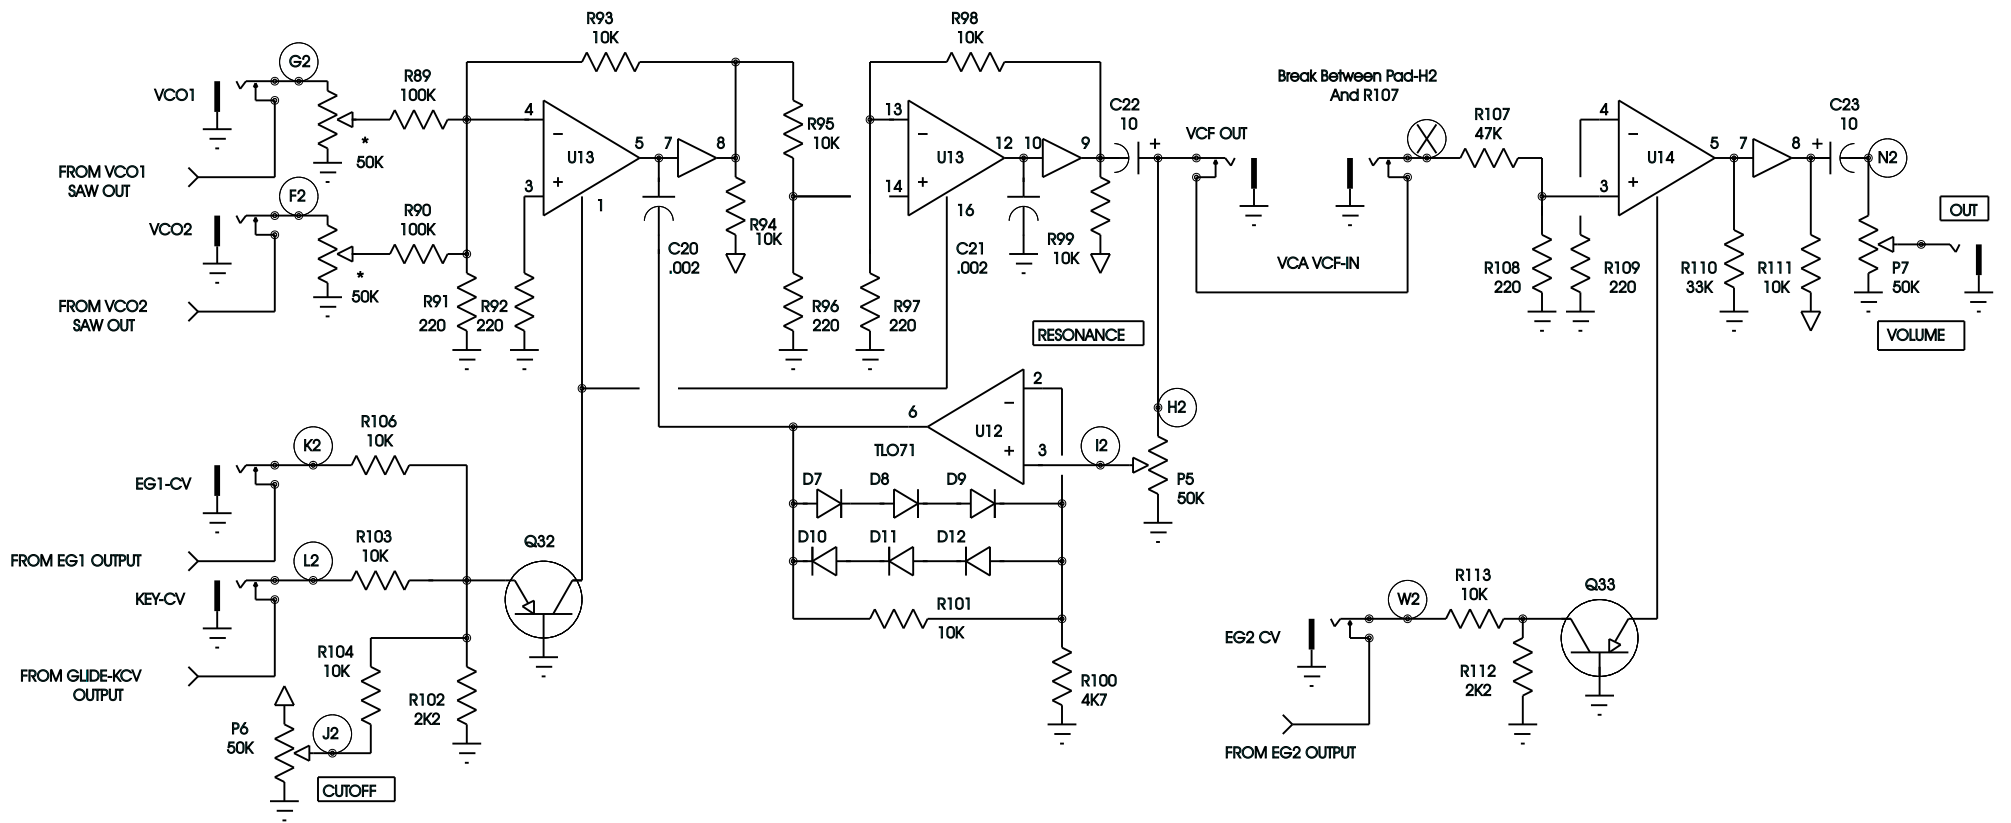 R93
10K
R98
10K
G2
VCO1
R89
100K
*
50K
FROM VCO1
SAW OUT
F2
VCO2
R90
100K
*
50K
FROM VCO2
SAW OUT
4
−
U13
+
3
1
5
7
8
R91
220
R92
220
C20
.002
R94
10K
R95
10K
R96
220
R97
220
13
−
U13
+
14
16
12
10
9
C21
.002
R99
10K
C22
10
+
VCF OUT
Break Between Pad-H2
And R107
X
R107
47K
VCA VCF-IN
R108
220
R109
220
4
−
U14
+
3
5
7
8
R110
33K
R111
10K
C23
10
+
N2
OUT
P7
50K
VOLUME
RESONANCE
2
−
U12
+
3
6
TLO71
I2
H2
P5
50K
D7
D8
D9
D10
D11
D12
R101
10K
R100
4K7
K2
R106
10K
EG1-CV
FROM EG1 OUTPUT
L2
R103
10K
KEY-CV
FROM GLIDE-KCV
OUTPUT
R104
10K
R102
2K2
P6
50K
J2
CUTOFF
Q32
W2
R113
10K
EG2 CV
R112
2K2
Q33
FROM EG2 OUTPUT